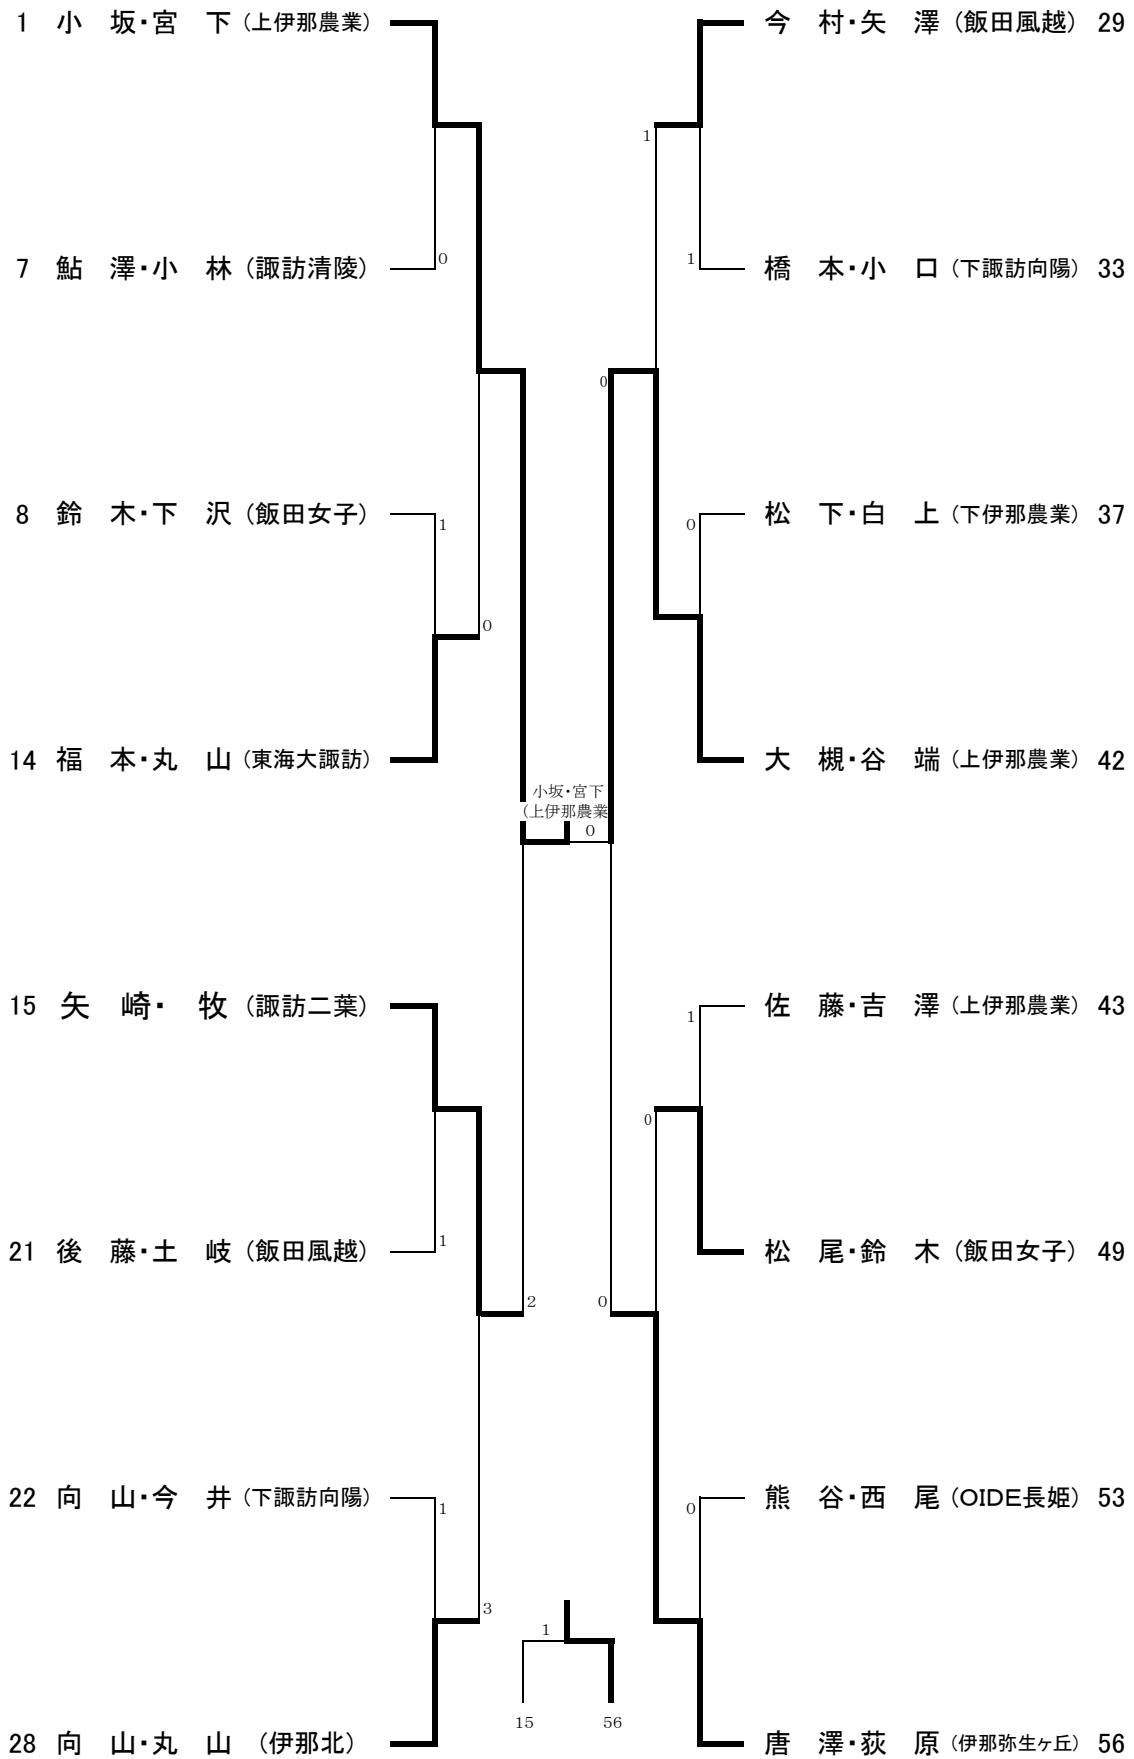 1 小　坂・宮　下 (上伊那農業)
今　村・矢　澤 (飯田風越) 29
1
7 鮎　澤・小　林 (諏訪清陵)
0
1
橋　本・小　口 (下諏訪向陽) 33
0
8 鈴　木・下　沢 (飯田女子)
1
0
松　下・白　上 (下伊那農業) 37
0
14 福　本・丸　山 (東海大諏訪)
大　槻・谷　端 (上伊那農業) 42
小坂・宮下
(上伊那農業
0
15 矢　崎・　牧 (諏訪二葉)
1
佐　藤・吉　澤 (上伊那農業) 43
0
21 後　藤・土　岐 (飯田風越)
1
松　尾・鈴　木 (飯田女子) 49
2
0
22 向　山・今　井 (下諏訪向陽)
1
0
熊　谷・西　尾 (OIDE長姫) 53
3
1
15
56
28 向　山・丸　山 (伊那北)
唐　澤・荻　原 (伊那弥生ヶ丘) 56